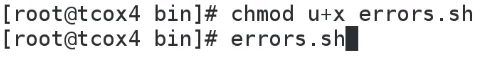 [root@tcox4 bin]# chmod u+x errors.sh
[root@tcox4 bin]# errors.sh